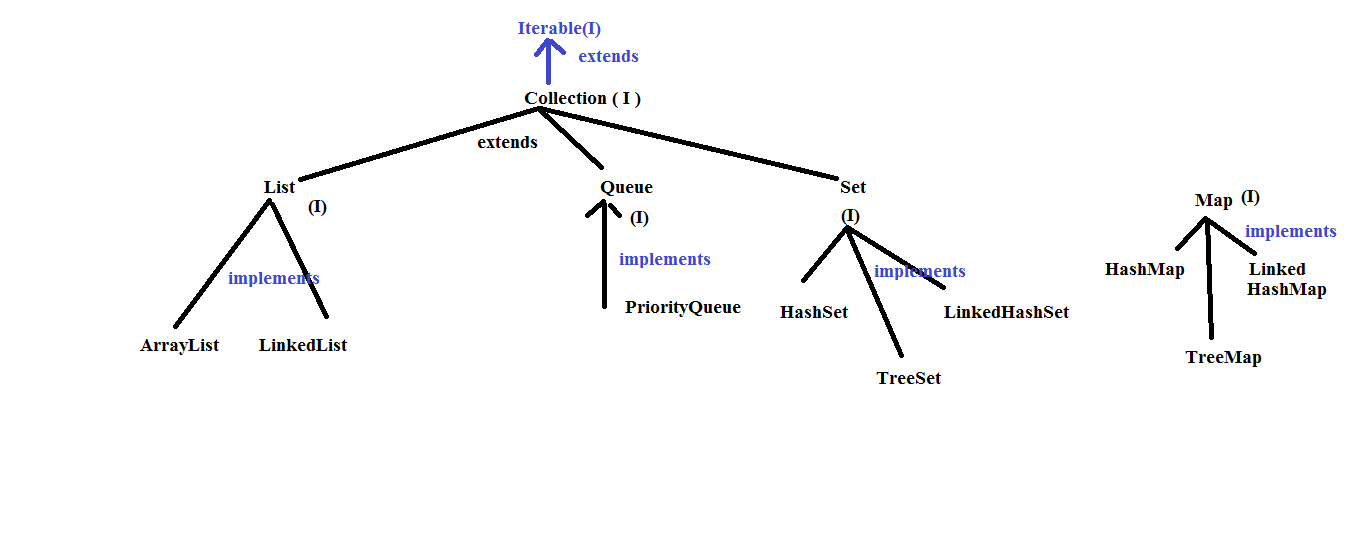 Iterable(I)
extends
Collection ( I )
extends
List
(I)
Queue
(I)
Set
(I)
Map (I)
implements
implements
implements
implements
HashMap
Linked
HashMap
PriorityQueue
HashSet
LinkedHashSet
ArrayList
LinkedList
TreeMap
TreeSet